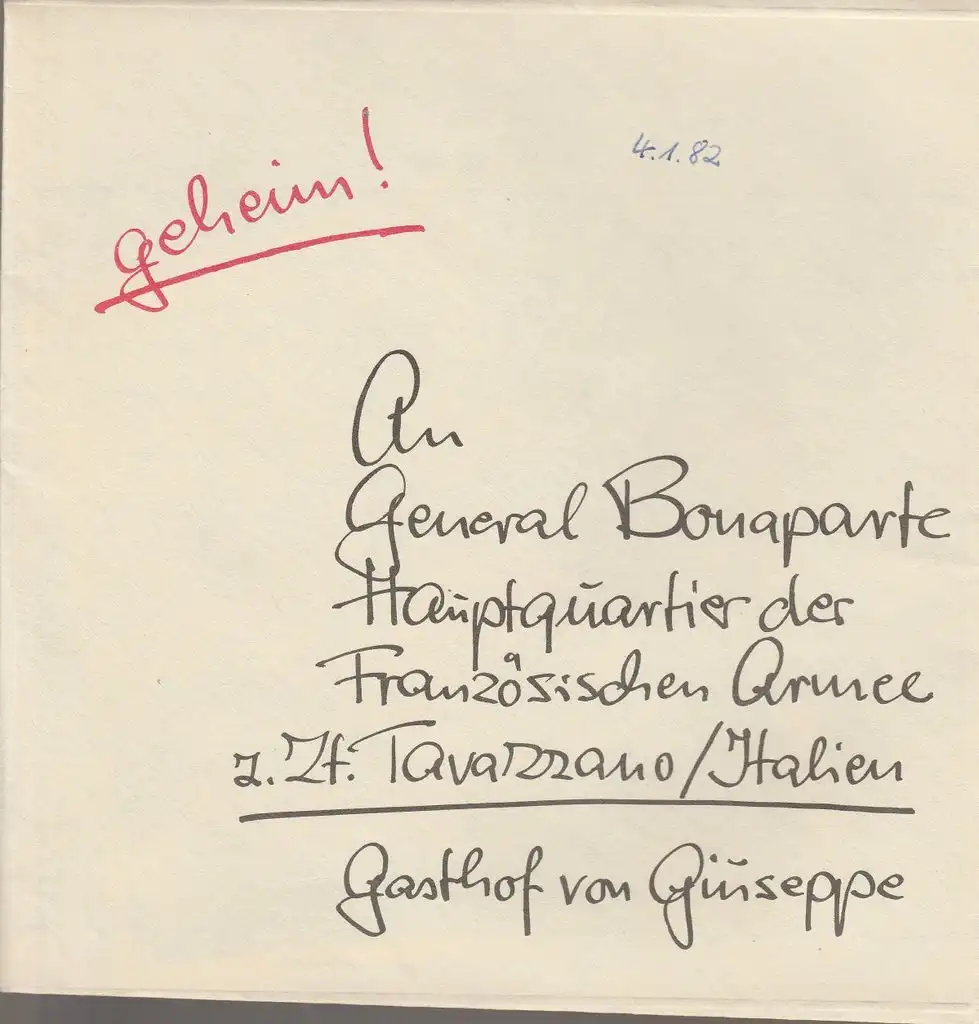 geheim!
4.1.82
An
General Bonaparte
Hauptquartier der
Französischen Armee
z. Zt. Tavazzano/Italien
Gasthof von Giuseppe